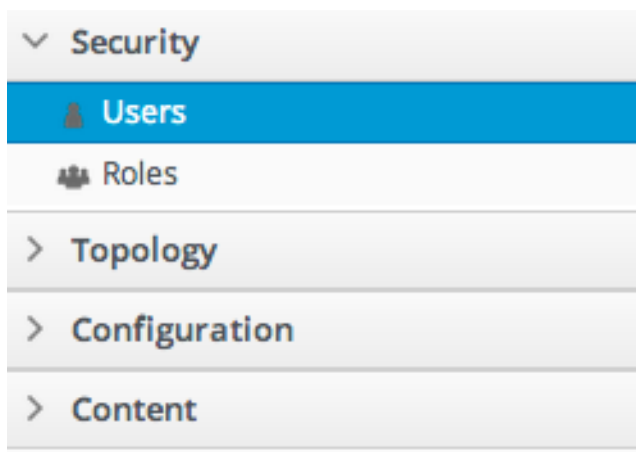 Security
Users
Roles
Topology
Configuration
Content